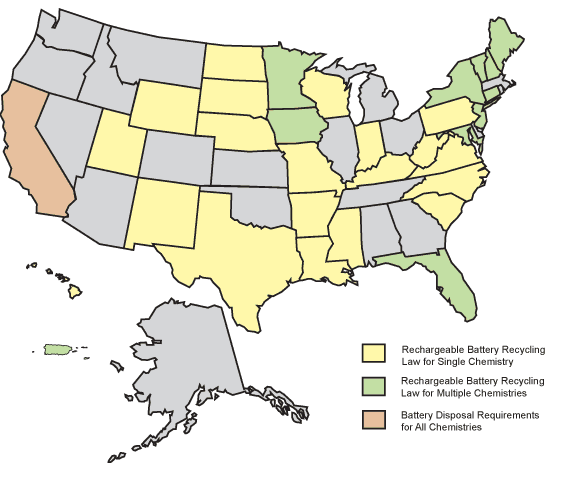 Rechargeable Battery Recycling
Law for Single Chemistry
Rechargeable Battery Recycling
Law for Multiple Chemistries
Battery Disposal Requirements
for All Chemistries